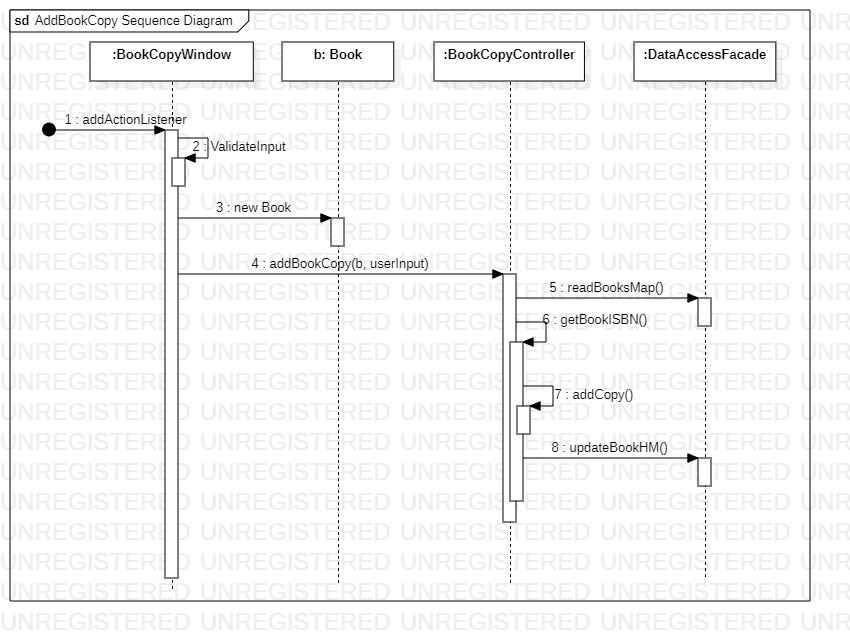 sd AddBookCopy Sequence Diagram
:BookCopyWindow
b: Book
:BookCopyController
:DataAccessFacade
1 : addActionListener
2 : ValidateInput
3 : new Book
4 : addBookCopy(b, userInput)
5 : readBooksMap()
6 : getBookISBN()
7 : addCopy()
8 : updateBookHM()
UNREGISTERED